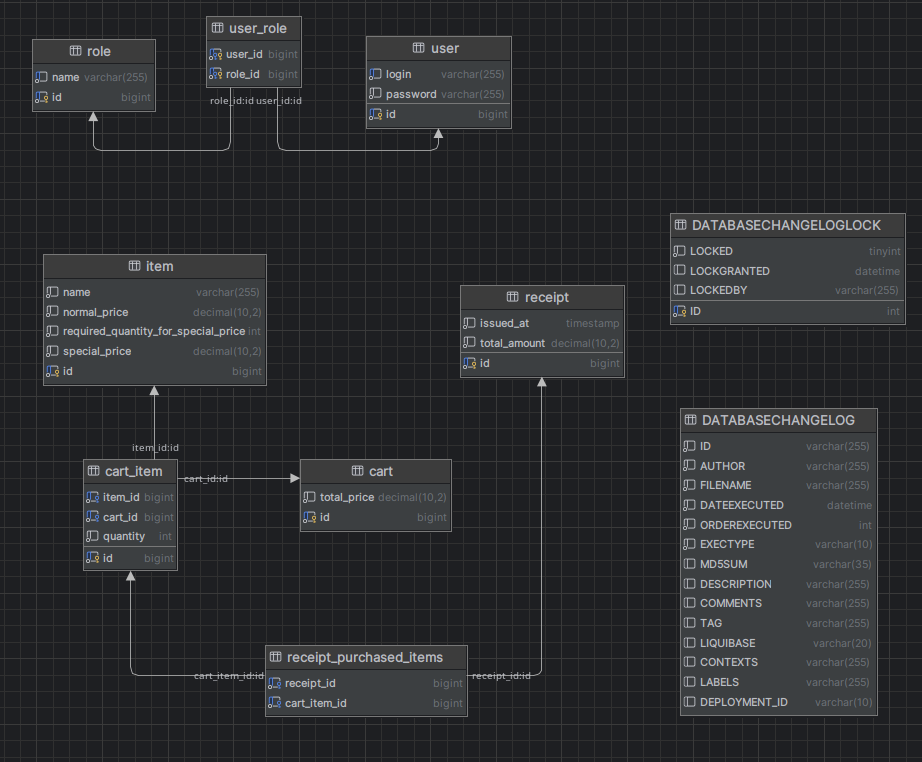 role
name varchar(255)
id bigint
user_role
user_id bigint
role_id bigint
user
login varchar(255)
password varchar(255)
id bigint
role_id:id user_id:id
item
name varchar(255)
normal_price decimal(10,2)
required_quantity_for_special_price int
special_price decimal(10,2)
id bigint
receipt
issued_at timestamp
total_amount decimal(10,2)
id bigint
DATABASECHANGELOGLOCK
LOCKED tinyint
LOCKGRANTED datetime
LOCKEDBY varchar(255)
ID int
item_id:id
cart_item
item_id bigint
cart_id bigint
quantity int
id bigint
cart_id:id
cart
total_price decimal(10,2)
id bigint
DATABASECHANGELOG
ID varchar(255)
AUTHOR varchar(255)
FILENAME varchar(255)
DATEEXECUTED datetime
ORDEREXECUTED int
EXECTYPE varchar(10)
MD5SUM varchar(35)
DESCRIPTION varchar(255)
COMMENTS varchar(255)
TAG varchar(255)
LIQUIBASE varchar(20)
CONTEXTS varchar(255)
LABELS varchar(255)
DEPLOYMENT_ID varchar(10)
cart_item_id:id
receipt_purchased_items
receipt_id bigint
cart_item_id bigint
receipt_id:id